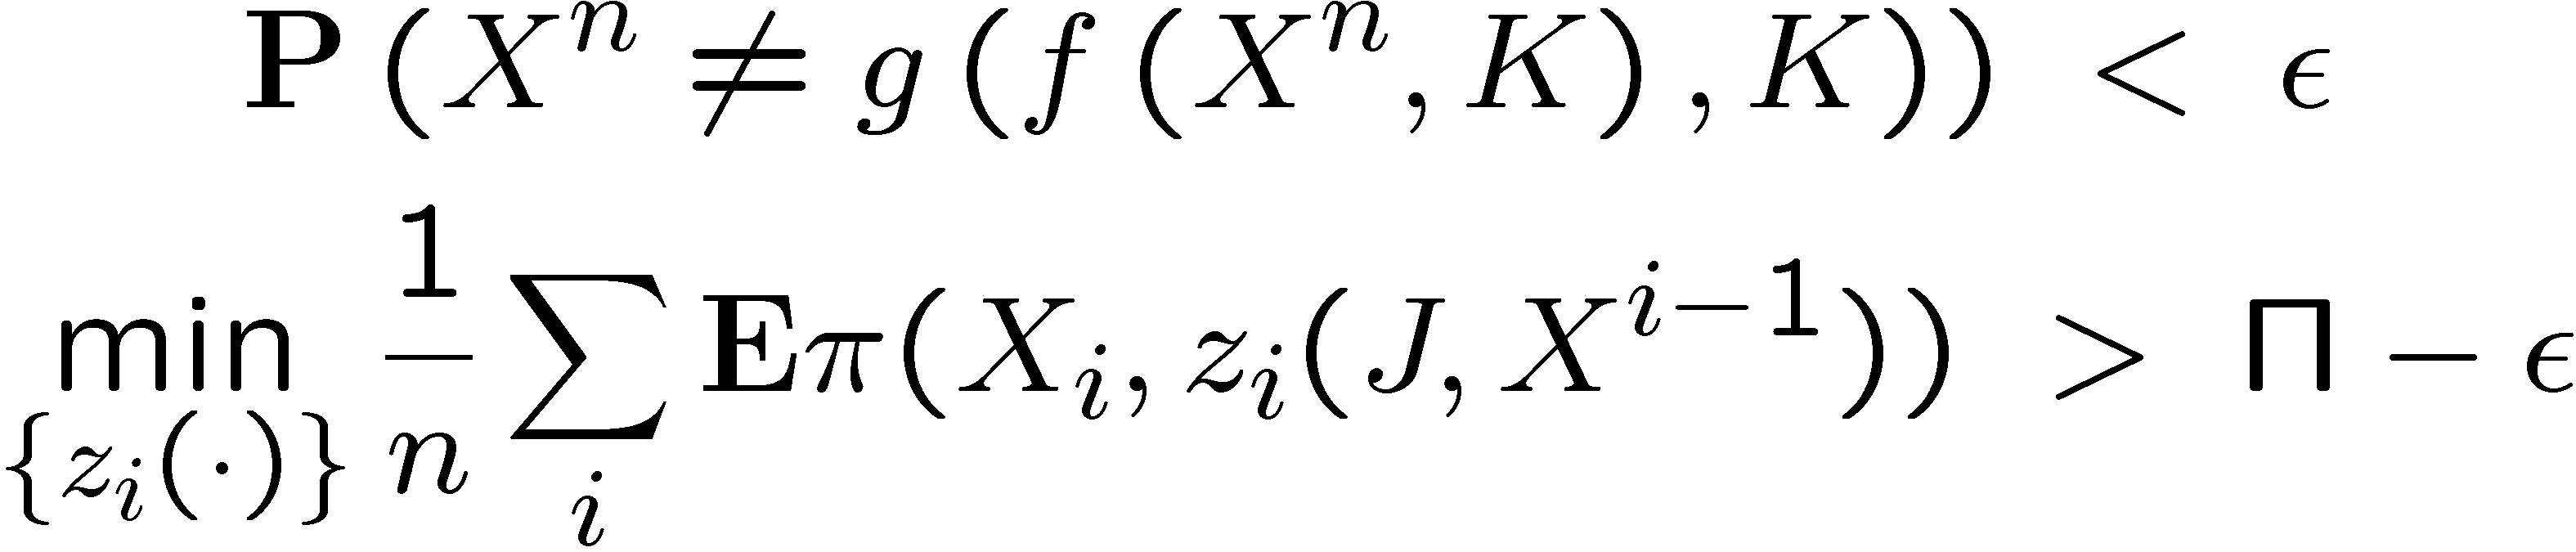 P (X^n ≠ g (f (X^n, K), K)) < ϵ
min_{z_i(·)} 1/n ∑_i Eπ(X_i, z_i(J, X^{i−1})) > Π − ϵ